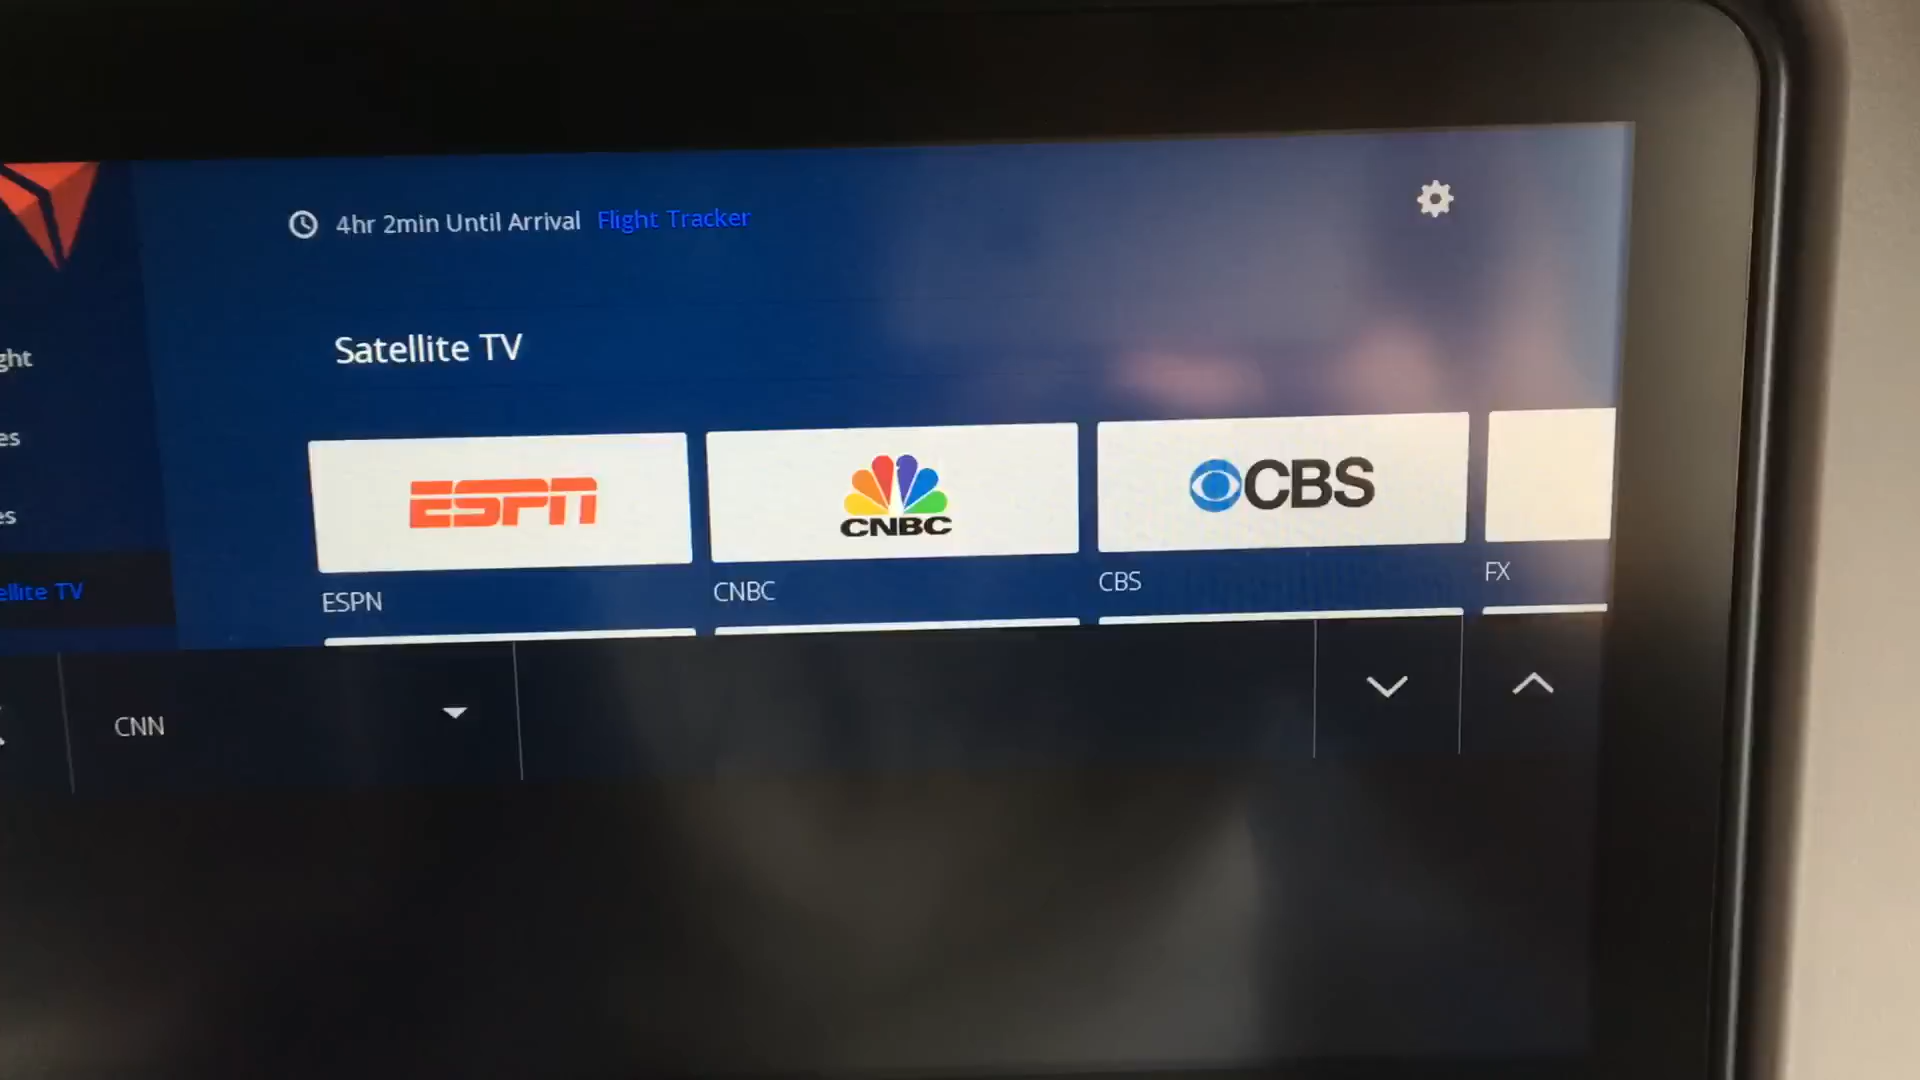 4hr 2min Until Arrival Flight Tracker
Satellite TV
ght
es
es
ellite TV
ESPN
CNBC
CBS
ESPN
CNBC
CBS
FX
CNN